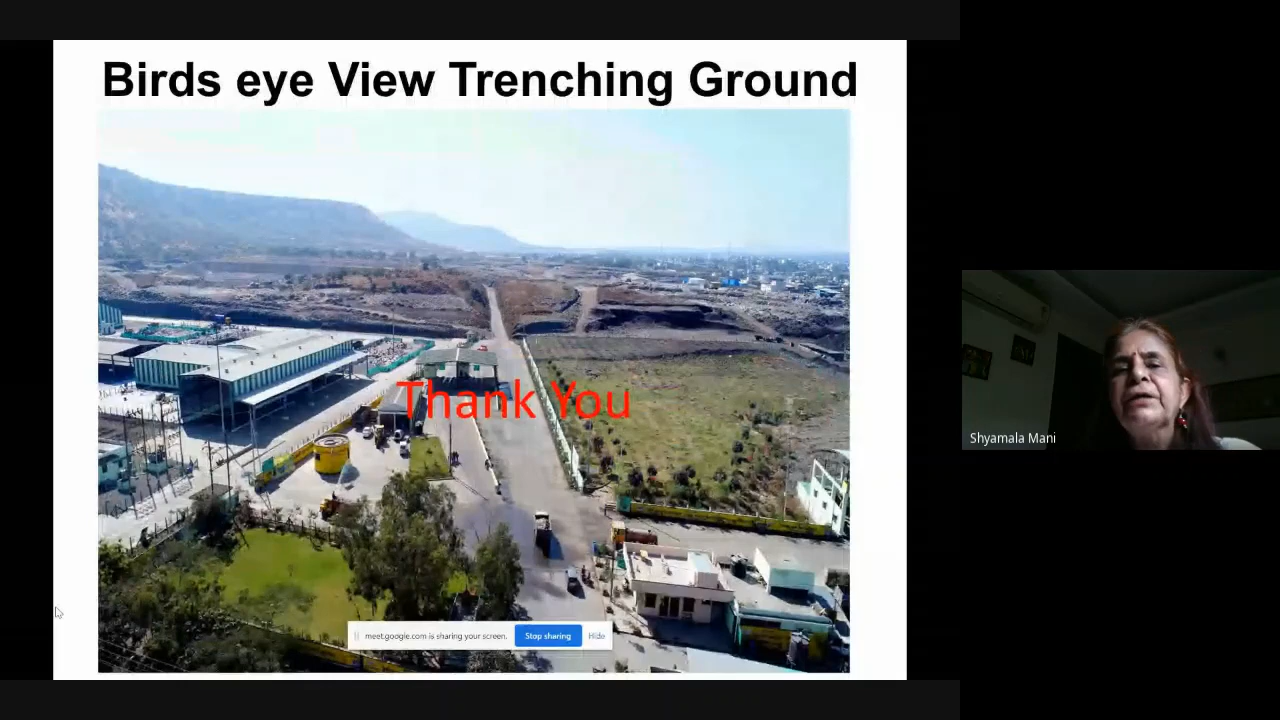 Birds eye View Trenching Ground
Thank You
meet.google.com is sharing your screen. Stop sharing Hide
Shyamala Mani